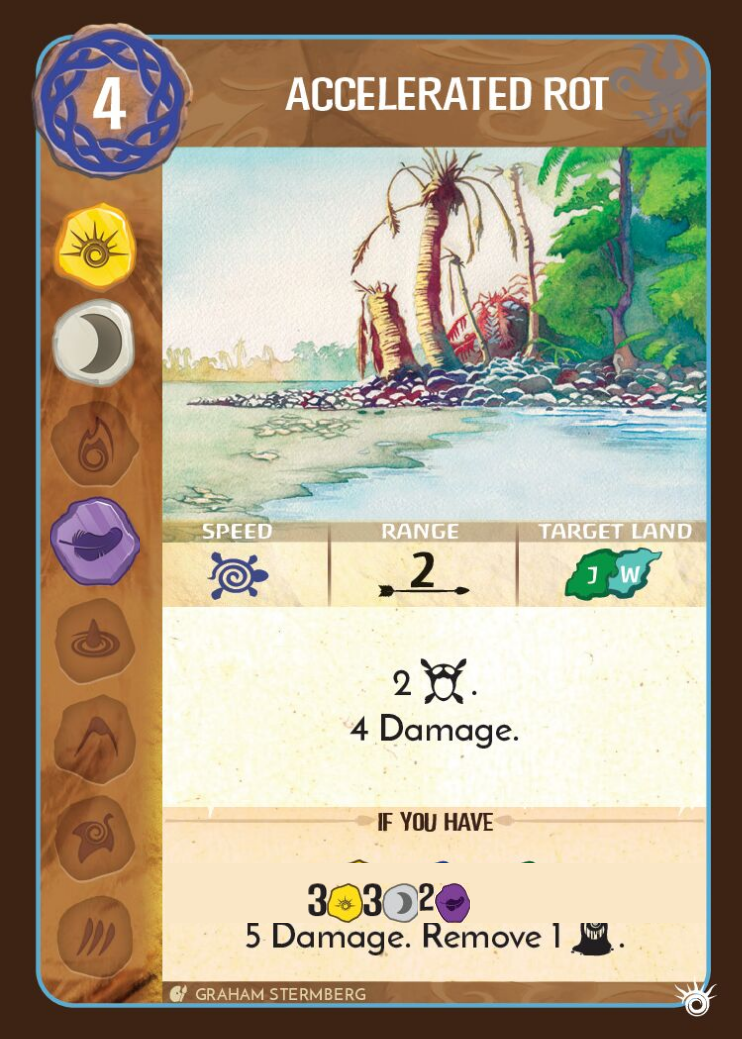 4
ACCELERATED ROT
SPEED
RANGE
TARGET LAND
2
J W
2 .
4 Damage.
IF YOU HAVE
3 3 2
5 Damage. Remove 1 .
GRAHAM STERMBERG